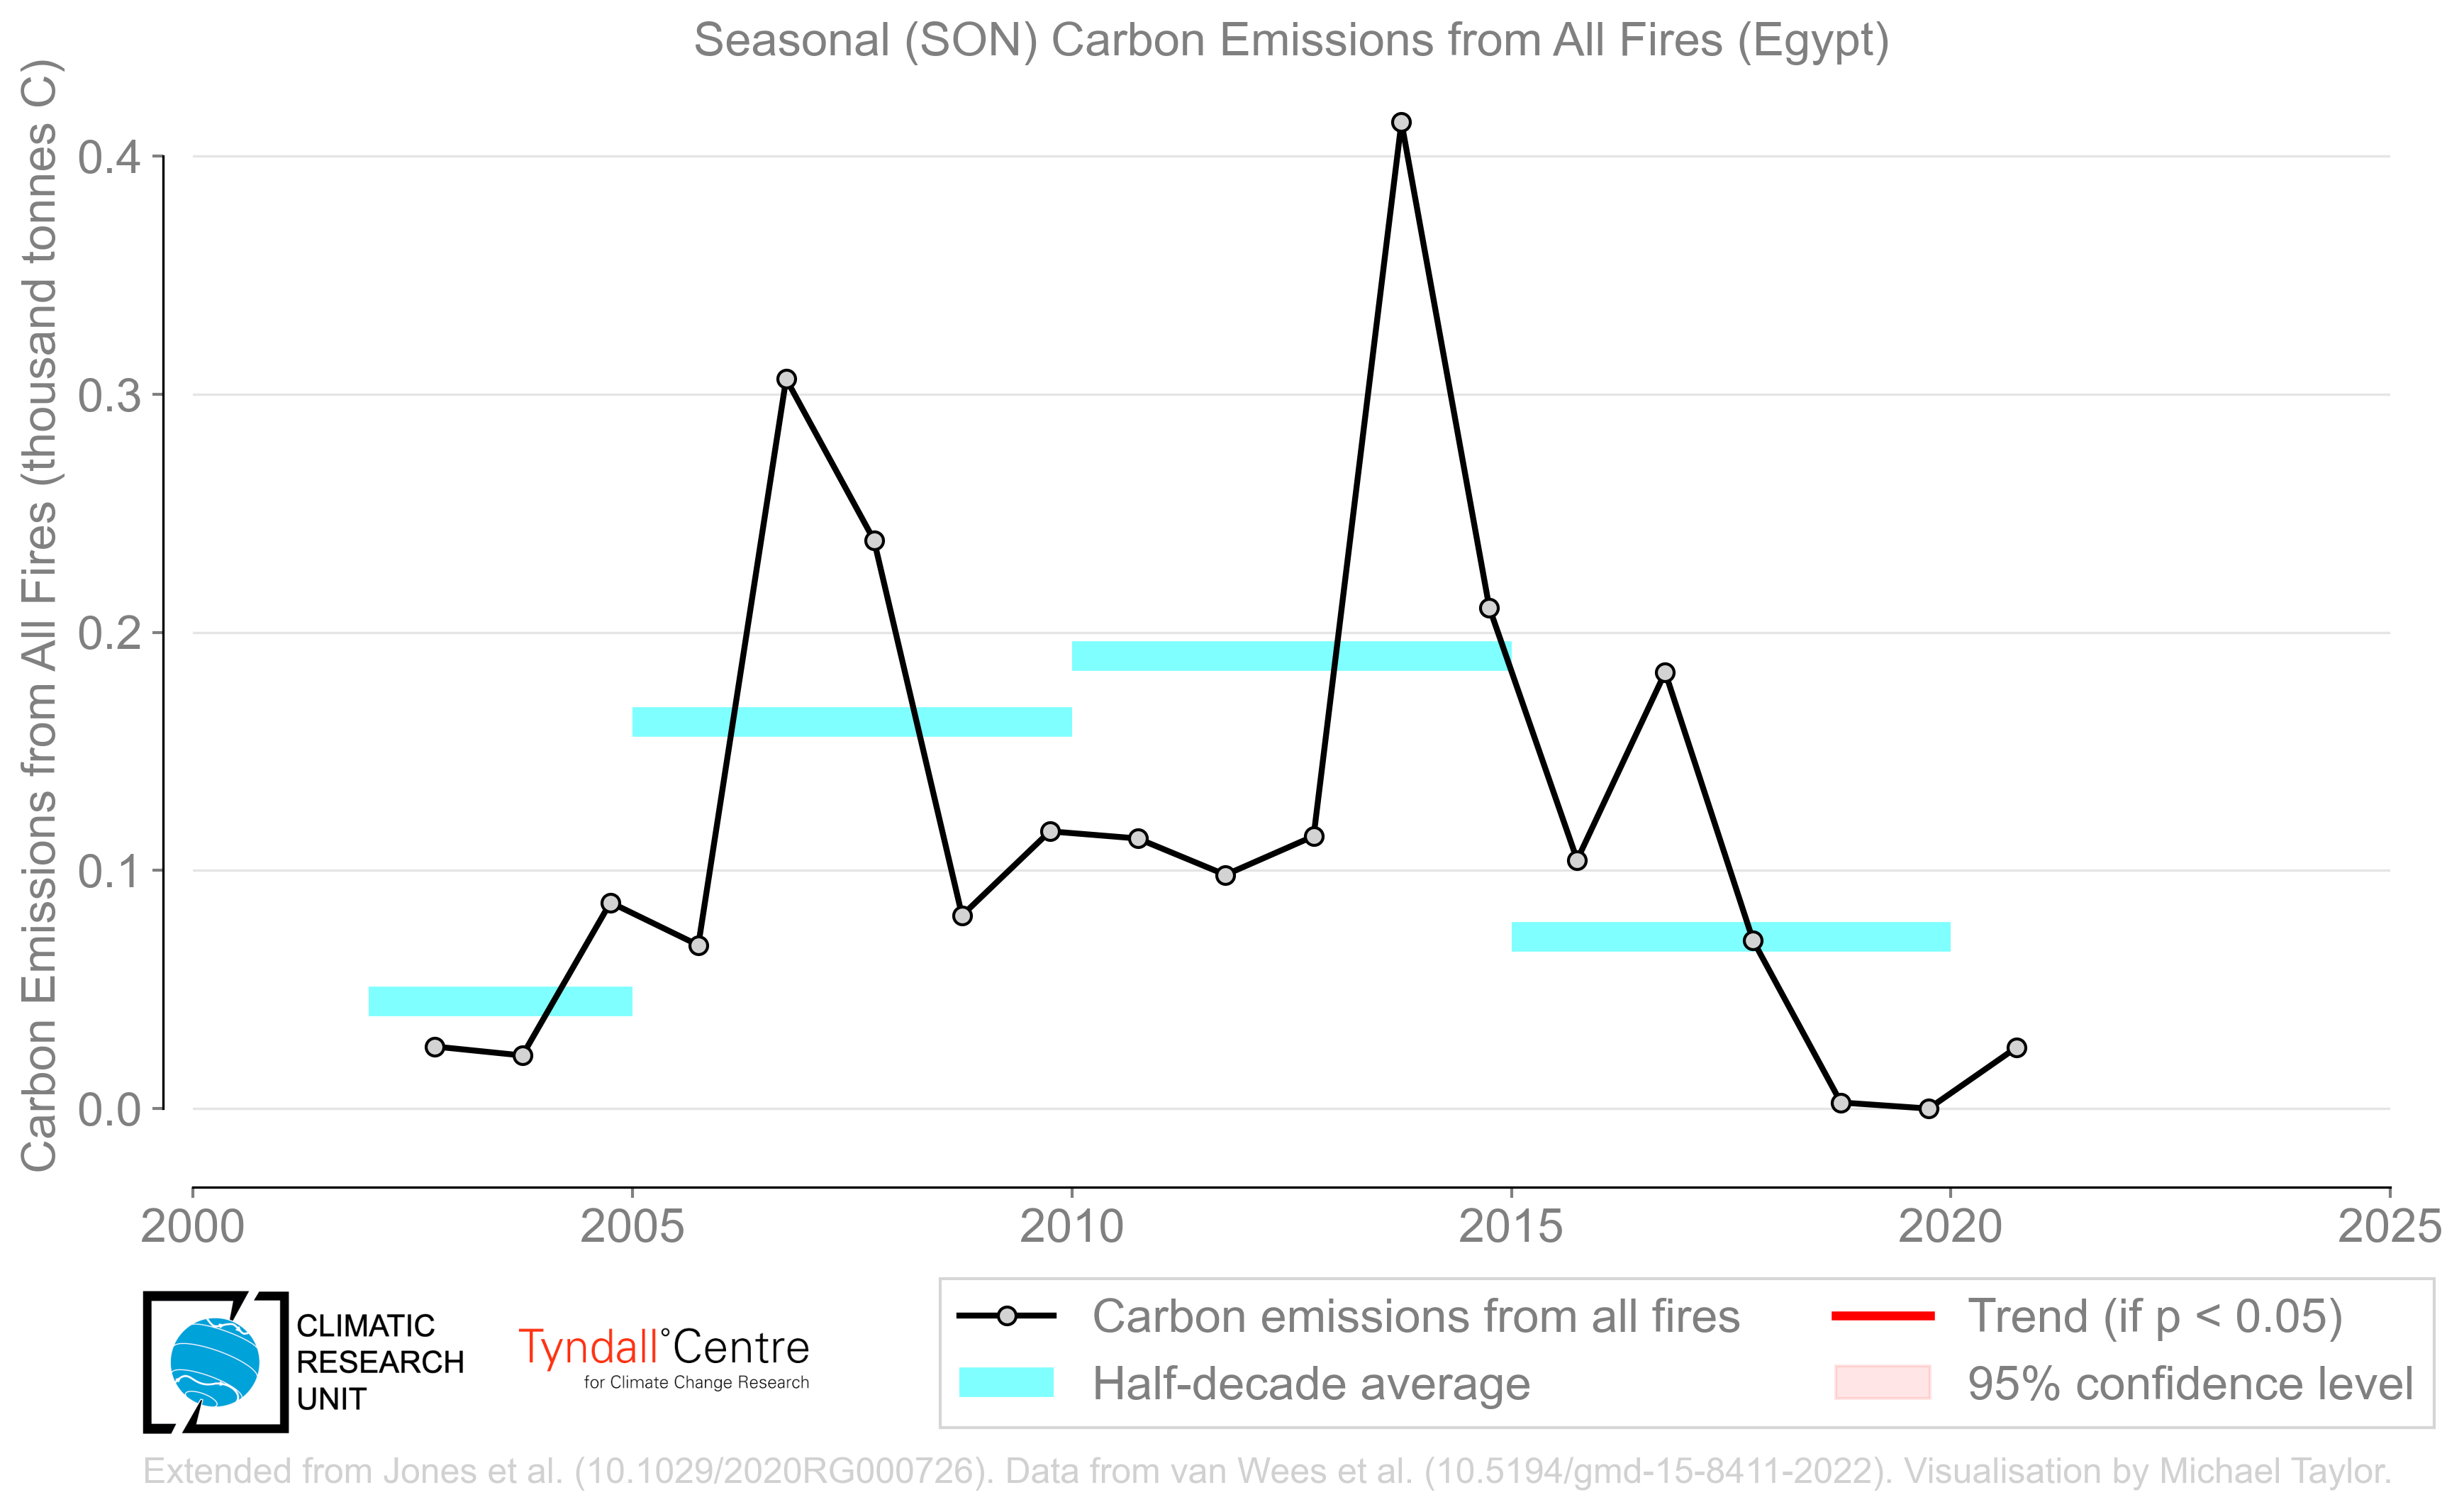 Seasonal (SON) Carbon Emissions from All Fires (Egypt)
Carbon Emissions from All Fires (thousand tonnes C)
0.4
0.3
0.2
0.1
0.0
2000
2005
2010
2015
2020
2025
CLIMATIC
RESEARCH
UNIT
Tyndall°Centre
for Climate Change Research
Carbon emissions from all fires
Half-decade average
Trend (if p < 0.05)
95% confidence level
Extended from Jones et al. (10.1029/2020RG000726). Data from van Wees et al. (10.5194/gmd-15-8411-2022). Visualisation by Michael Taylor.